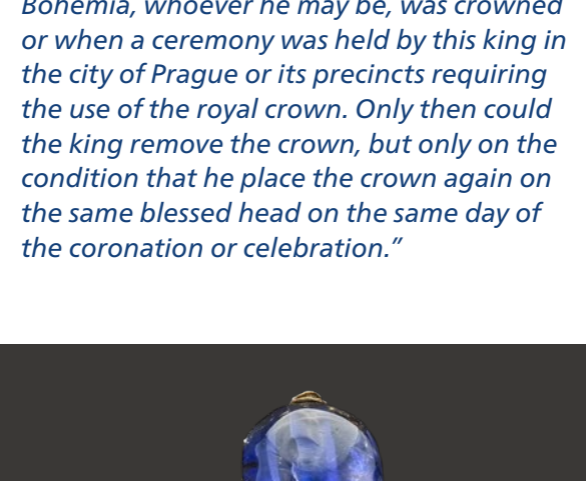 Bohemia, whoever he may be, was crowned
or when a ceremony was held by this king in
the city of Prague or its precincts requiring
the use of the royal crown. Only then could
the king remove the crown, but only on the
condition that he place the crown again on
the same blessed head on the same day of
the coronation or celebration.”